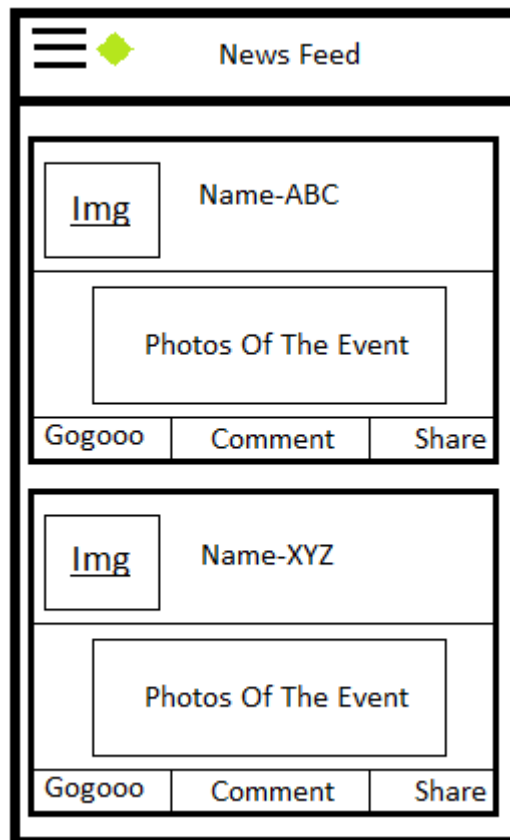 News Feed
Img
Name-ABC
Photos Of The Event
Gogooo Comment Share
Img
Name-XYZ
Photos Of The Event
Gogooo Comment Share